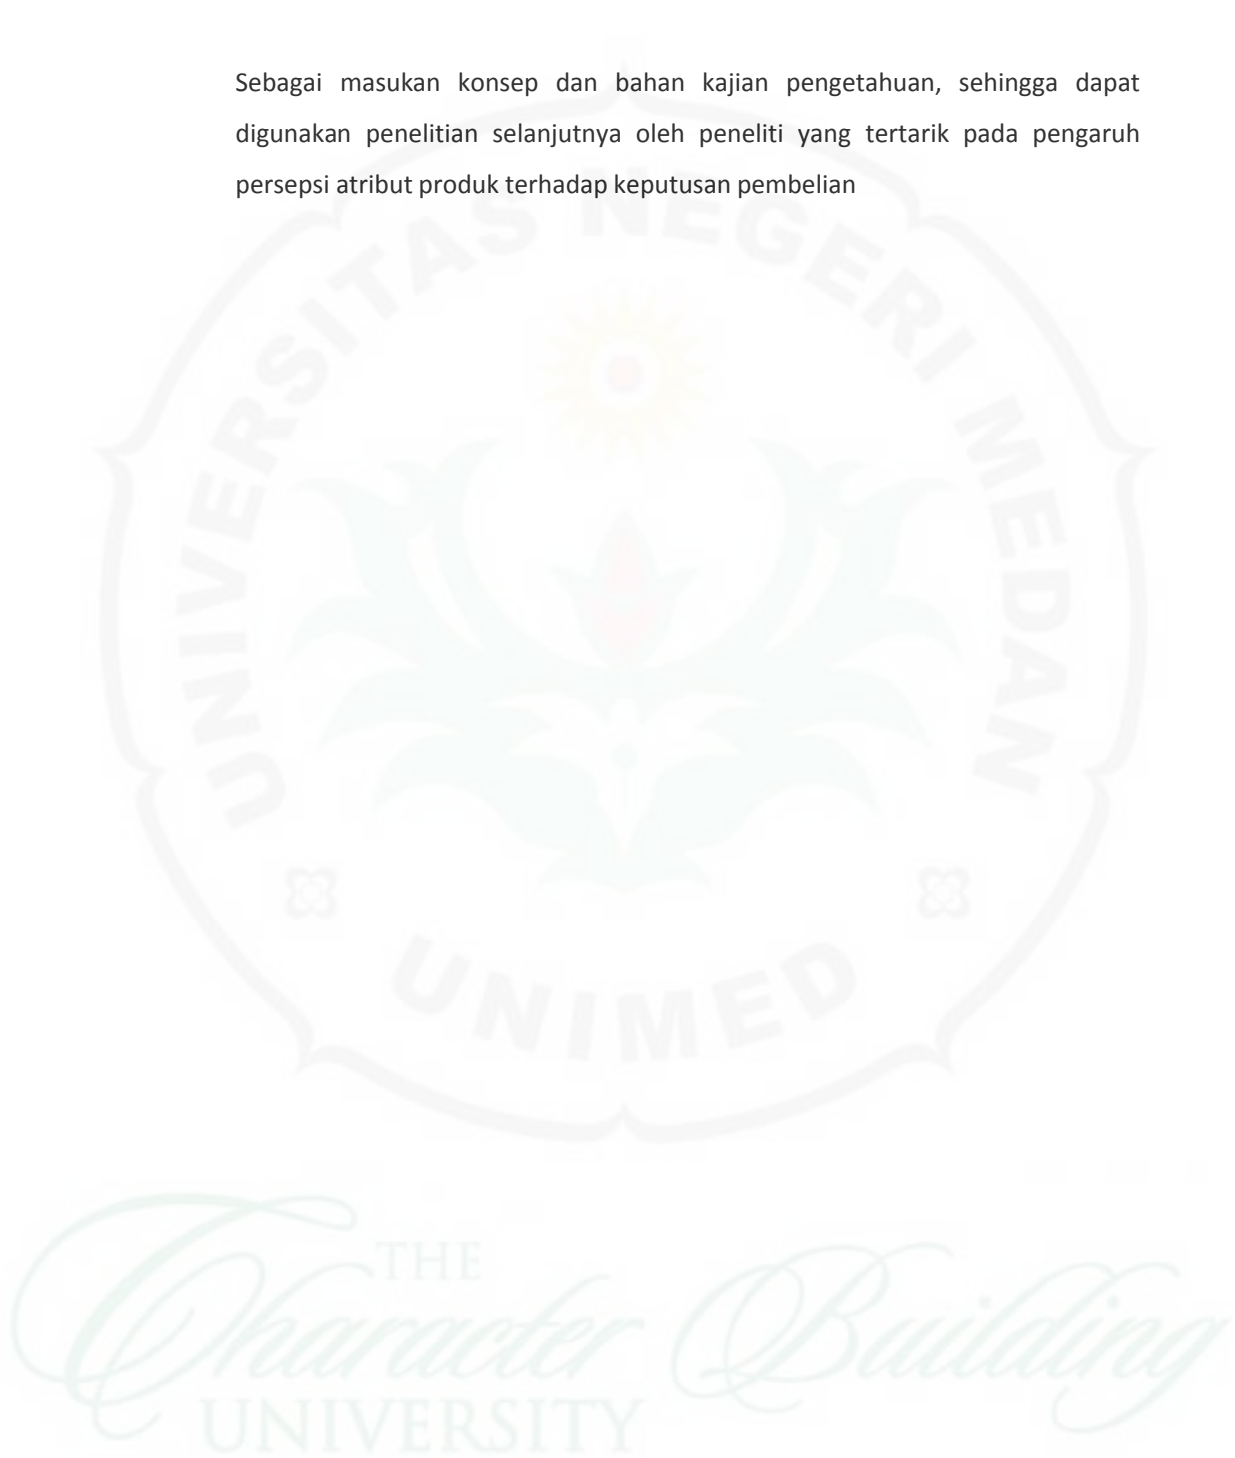 Sebagai masukan konsep dan bahan kajian pengetahuan, sehingga dapat
digunakan penelitian selanjutnya oleh peneliti yang tertarik pada pengaruh
persepsi atribut produk terhadap keputusan pembelian
UNIVERSITAS NEGERI MEDAN
UNIMED
THE
Character Building
UNIVERSITY